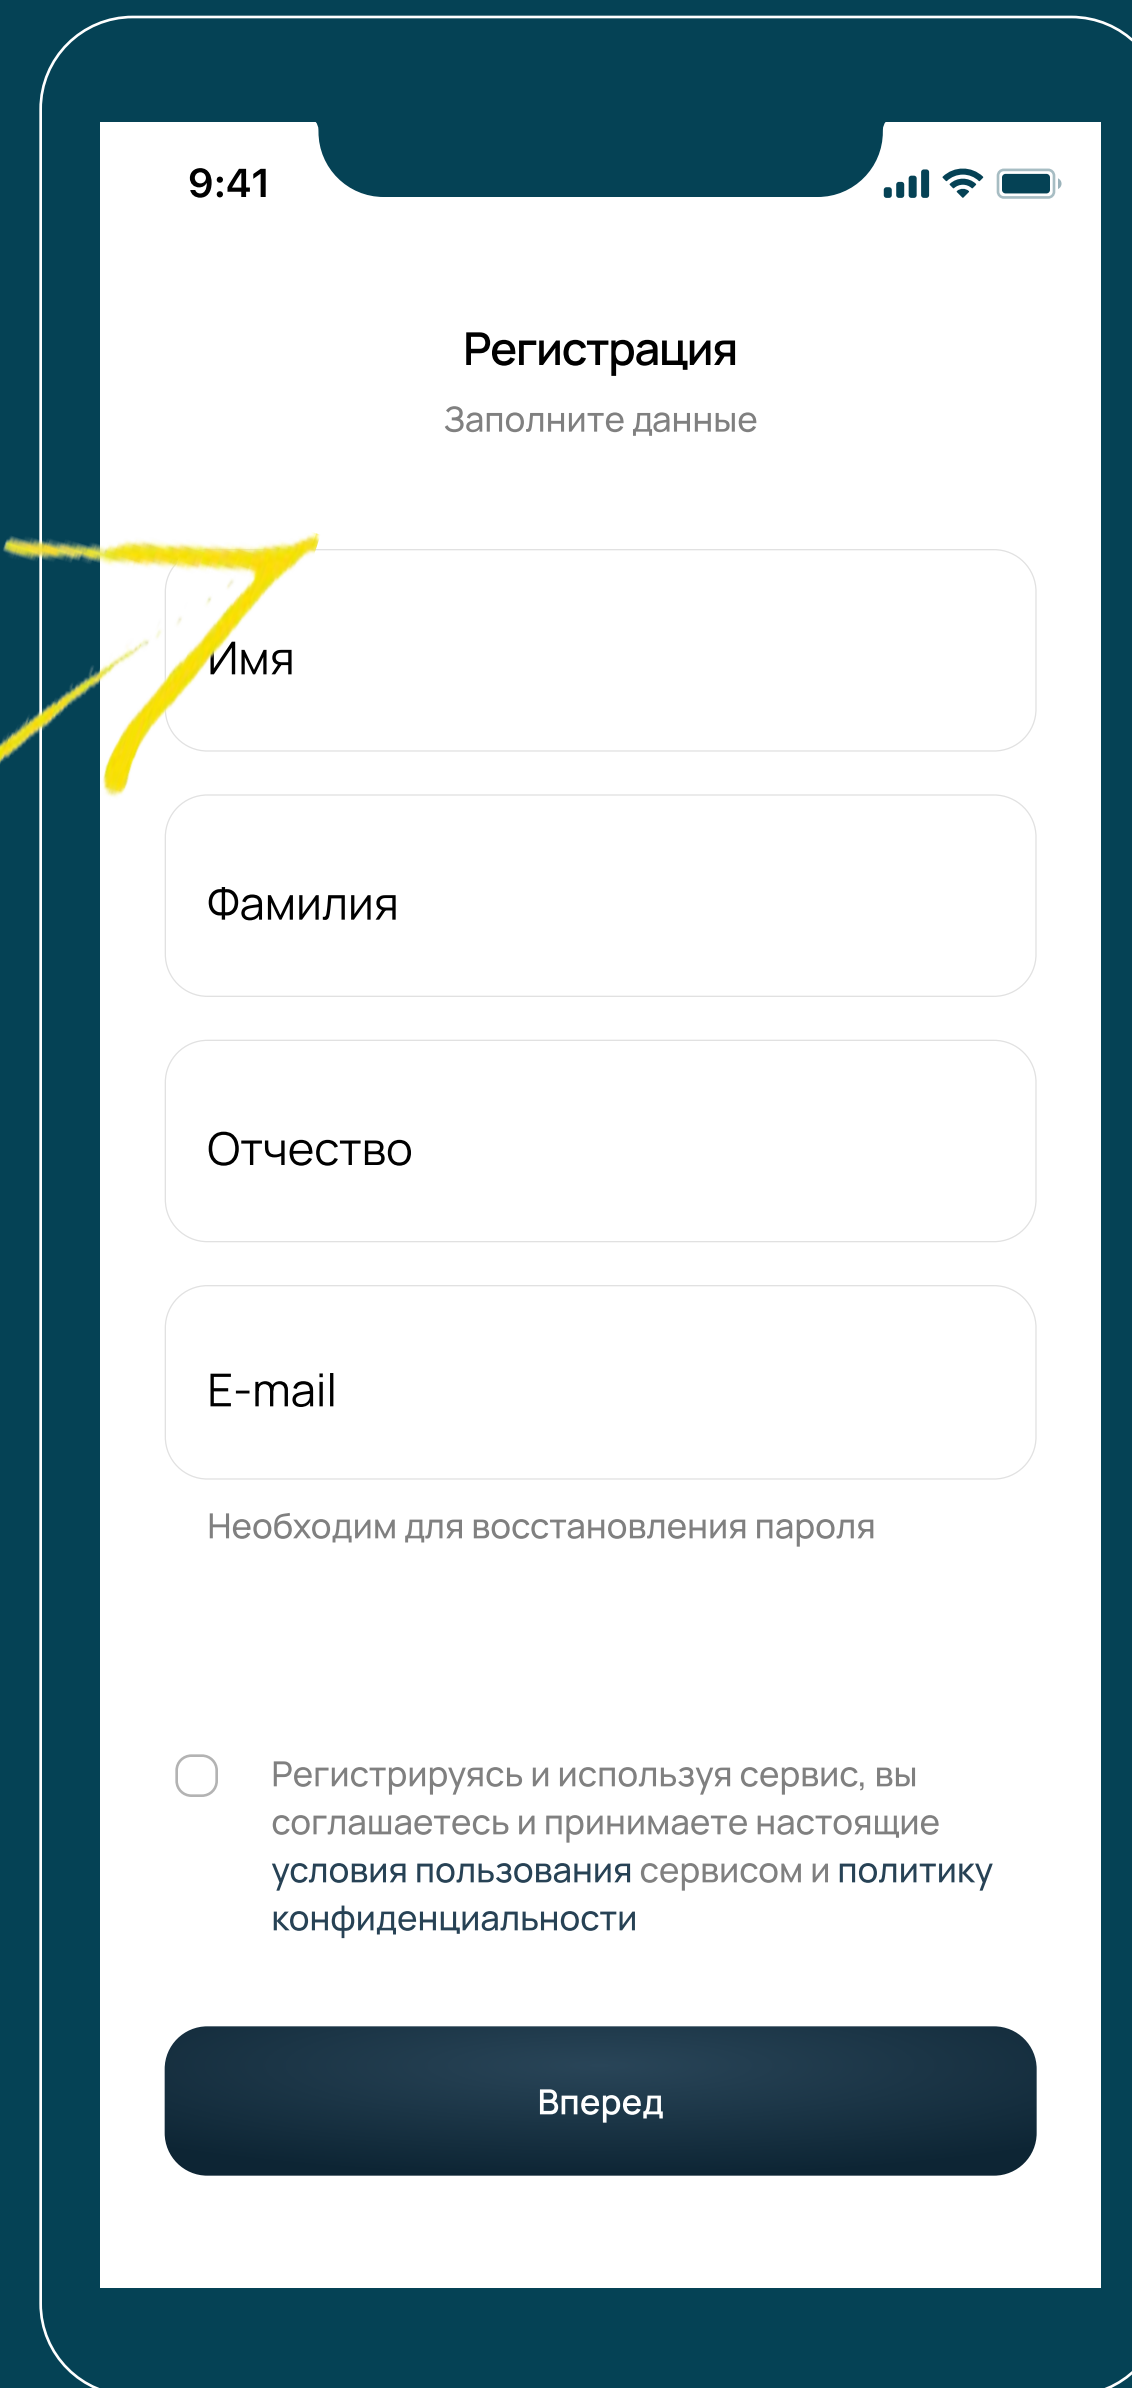 9:41
Регистрация
Заполните данные
Имя
Фамилия
Отчество
E-mail
Необходим для восстановления пароля
Регистрируясь и используя сервис, вы
соглашаетесь и принимаете настоящие
условия пользования сервисом и политику
конфиденциальности
Вперед